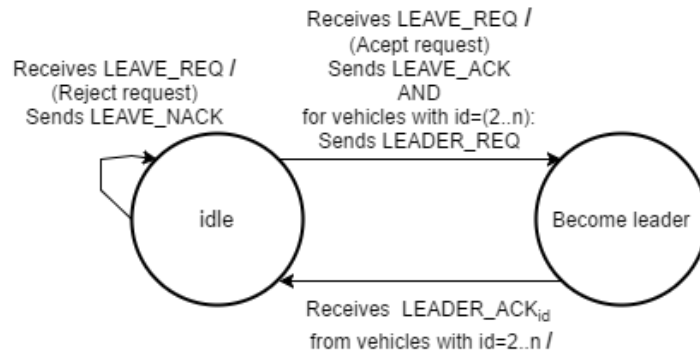 Receives LEAVE_REQ /
(Acept request)
Sends LEAVE_ACK
AND
for vehicles with id=(2..n):
Sends LEADER_REQ
Receives LEAVE_REQ /
(Reject request)
Sends LEAVE_NACK
idle
Become leader
Receives LEADER_ACKid
from vehicles with id=2..n /